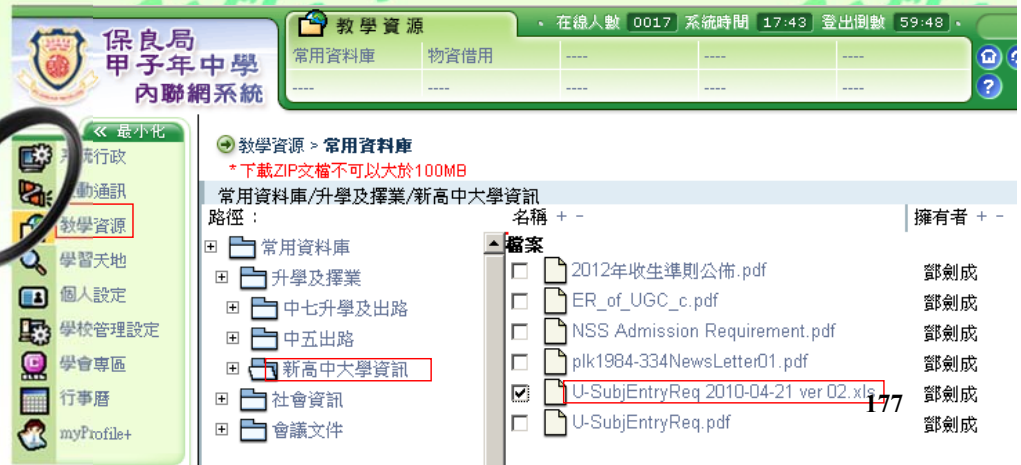 保良局
甲子年中學
內聯網系統
教學資源
在線人數 0017 系統時間 17:43 登出倒數 59:48
常用資料庫 物資借用 ---- ---- ----
---- ---- ---- ---- ----
« 最小化
系統行政
動通訊
教學資源
學習天地
個人設定
學校管理設定
學會專區
行事曆
myProfile+
教學資源 > 常用資料庫
*下載ZIP文檔不可以大於100MB
常用資料庫/升學及擇業/新高中大學資訊
路徑：
常用資料庫
升學及擇業
中七升學及出路
中五出路
新高中大學資訊
社會資訊
會議文件
名稱 + - 擁有者 + -
檔案
2012年收生準則公佈.pdf 鄧劍成
ER_of_UGC_c.pdf 鄧劍成
NSS Admission Requirement.pdf 鄧劍成
plk1984-334NewsLetter01.pdf 鄧劍成
U-SubjEntryReq 2010-04-21 ver 02.xls 鄧劍成
177
U-SubjEntryReq.pdf 鄧劍成